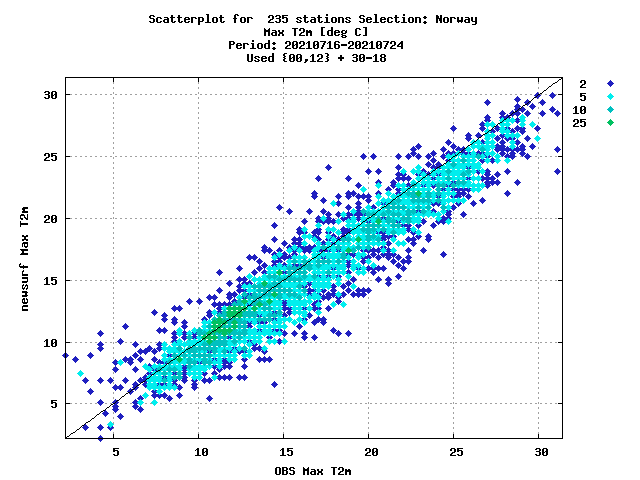 Scatterplot for  235 stations Selection: Norway
Max T2m [deg C]
Period: 20210716-20210724
Used {00,12} + 30-18
2
5
10
25
30
25
20
15
10
5
newsurf Max T2m
5 10 15 20 25 30
OBS Max T2m